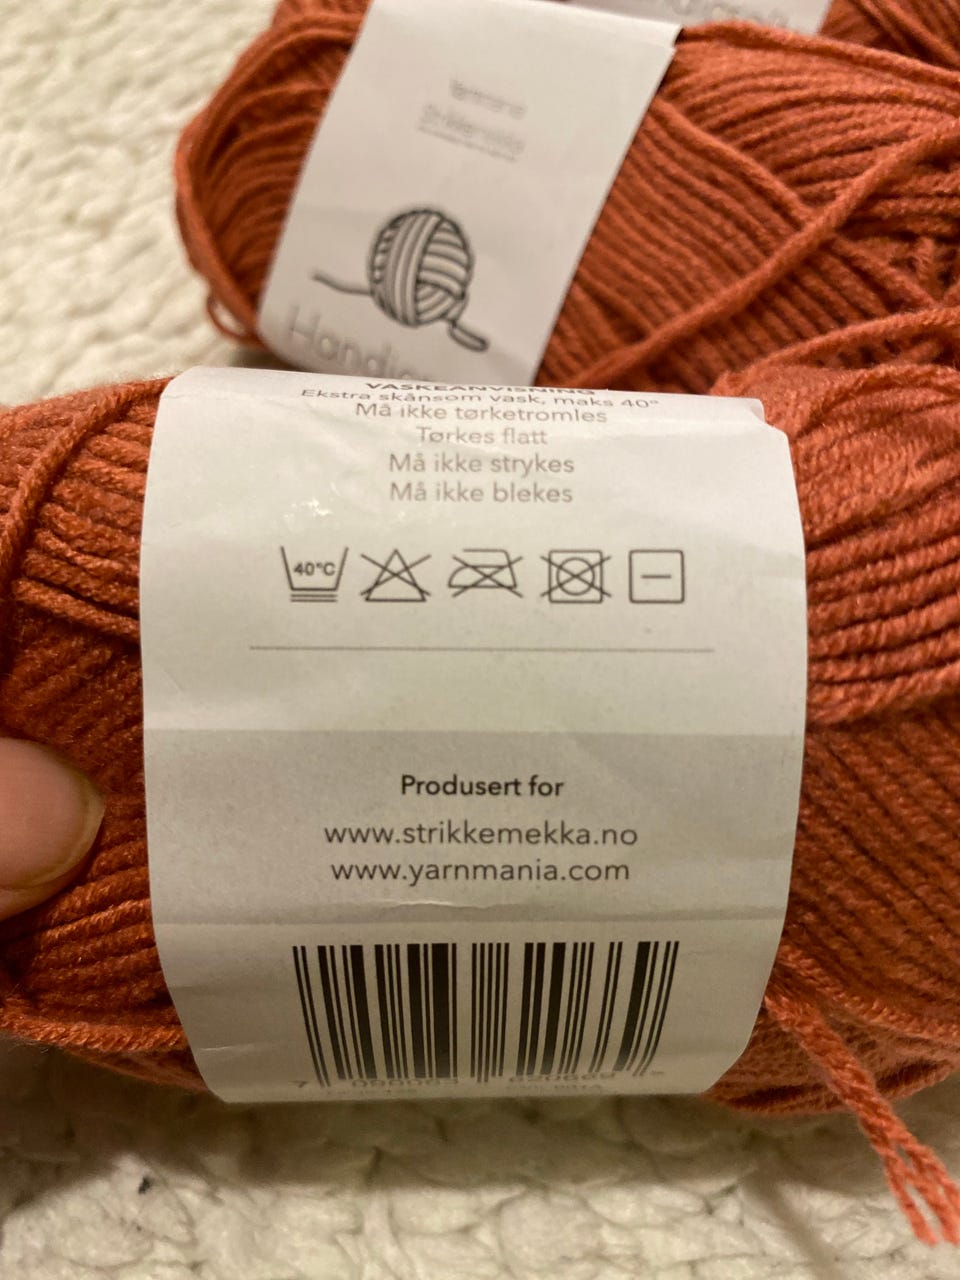 VASKEANVISNING
Ekstra skånsom vask, maks 40°
Må ikke tørketromles
Tørkes flatt
Må ikke strykes
Må ikke blekes
40°C
Produsert for
www.strikkemekka.no
www.yarnmania.com